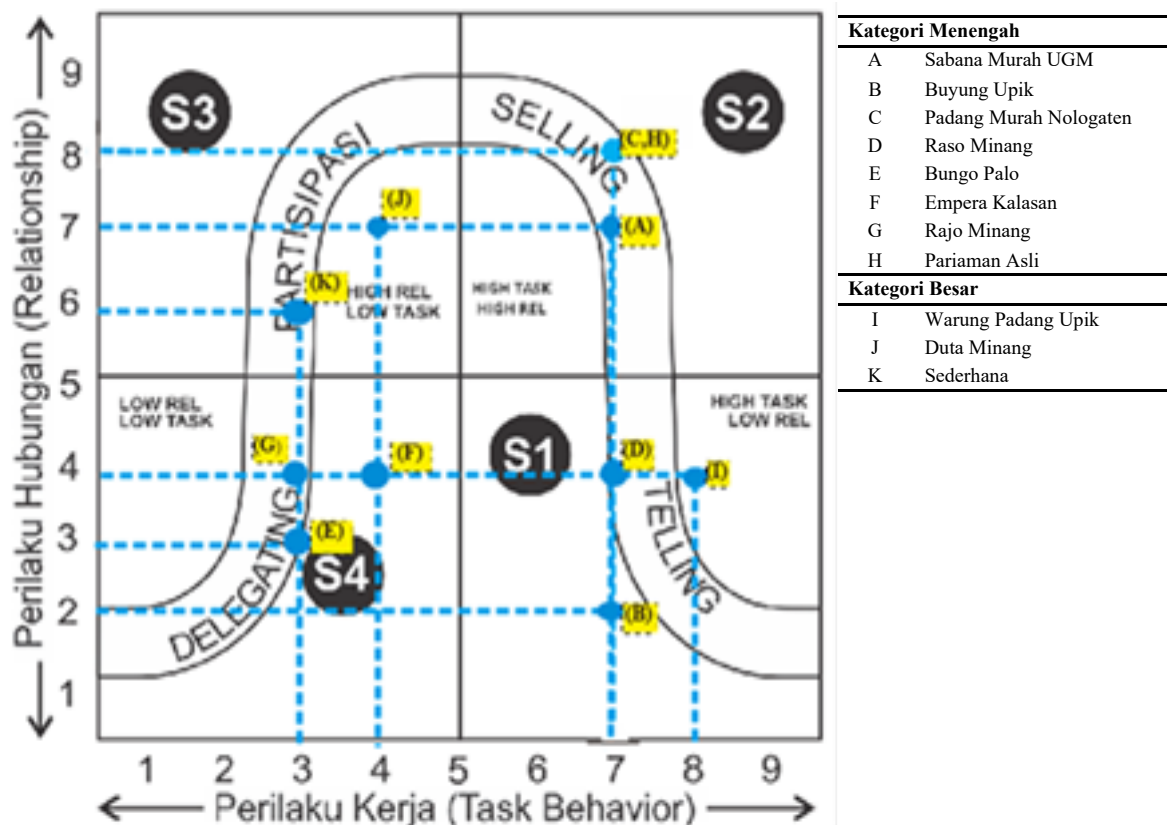 Perilaku Hubungan (Relationship)
9
8
7
6
5
4
3
2
1
S3
S2
PARTISIPASI
SELLING
(C,H)
(J)
(A)
(K)
HIGH REL
LOW TASK
HIGH TASK
HIGH REL
LOW REL
LOW TASK
HIGH TASK
LOW REL
(G)
(F)
S1
(D)
(I)
DELEGATING
(E)
S4
TELLING
(B)
1 2 3 4 5 6 7 8 9
Perilaku Kerja (Task Behavior)
Kategori Menengah
A Sabana Murah UGM
B Buyung Upik
C Padang Murah Nologaten
D Raso Minang
E Bungo Palo
F Empera Kalasan
G Rajo Minang
H Pariaman Asli
Kategori Besar
I Warung Padang Upik
J Duta Minang
K Sederhana